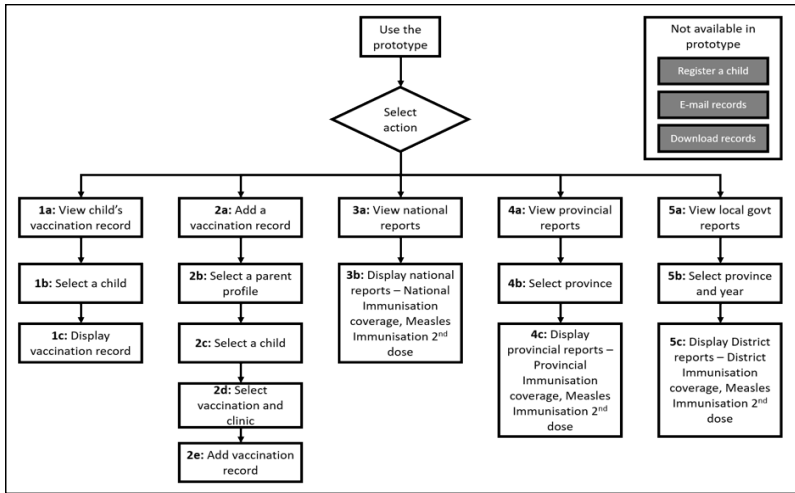 Use the
prototype
Select
action
Not available in
prototype
Register a child
E-mail records
Download records
1a: View child's
vaccination record
1b: Select a child
1c: Display
vaccination record
2a: Add a
vaccination record
2b: Select a parent
profile
2c: Select a child
2d: Select
vaccination and
clinic
2e: Add vaccination
record
3a: View national
reports
3b: Display national
reports – National
Immunisation
coverage, Measles
Immunisation 2nd
dose
4a: View provincial
reports
4b: Select province
4c: Display
provincial reports –
Provincial
Immunisation
coverage, Measles
Immunisation 2nd
dose
5a: View local govt
reports
5b: Select province
and year
5c: Display District
reports – District
Immunisation
coverage, Measles
Immunisation 2nd
dose